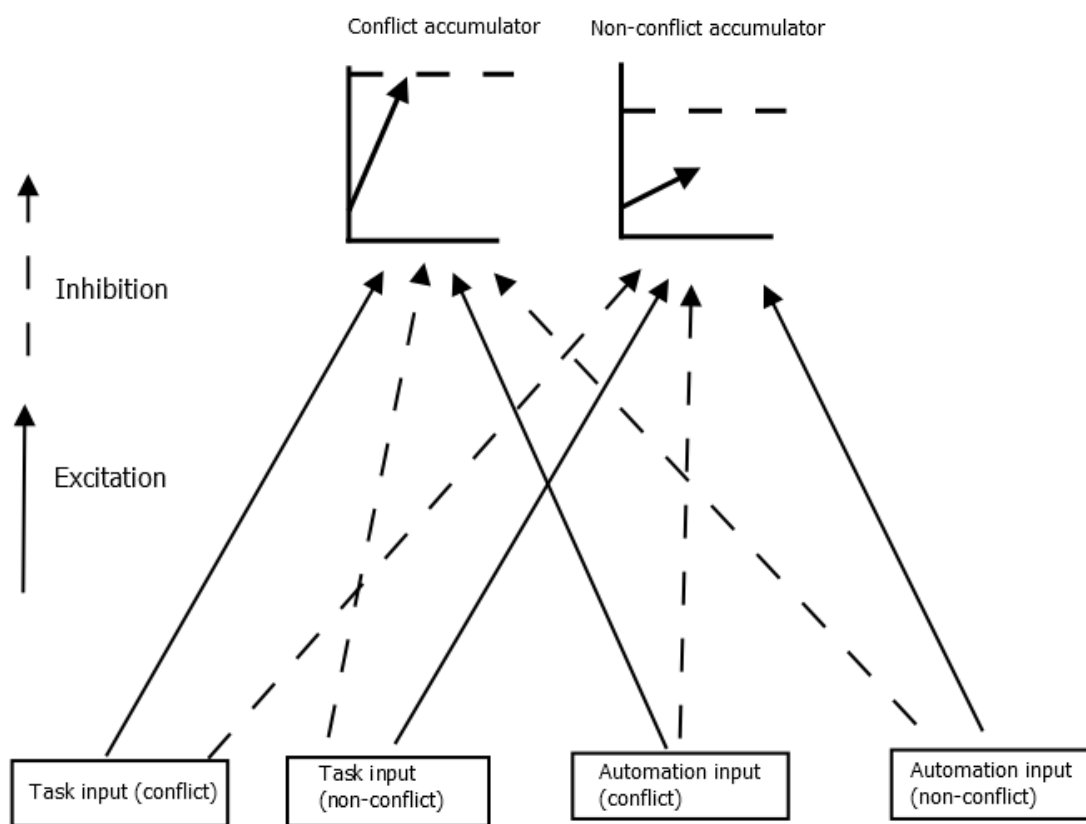 Conflict accumulator
Non-conflict accumulator
Inhibition
Excitation
Task input (conflict)
Task input
(non-conflict)
Automation input
(conflict)
Automation input
(non-conflict)